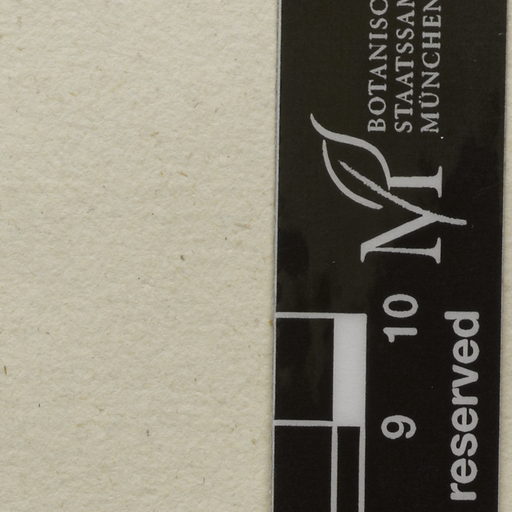 BOTANISC
STAATSSAM
MÜNCHEN
M
9 10
reserved